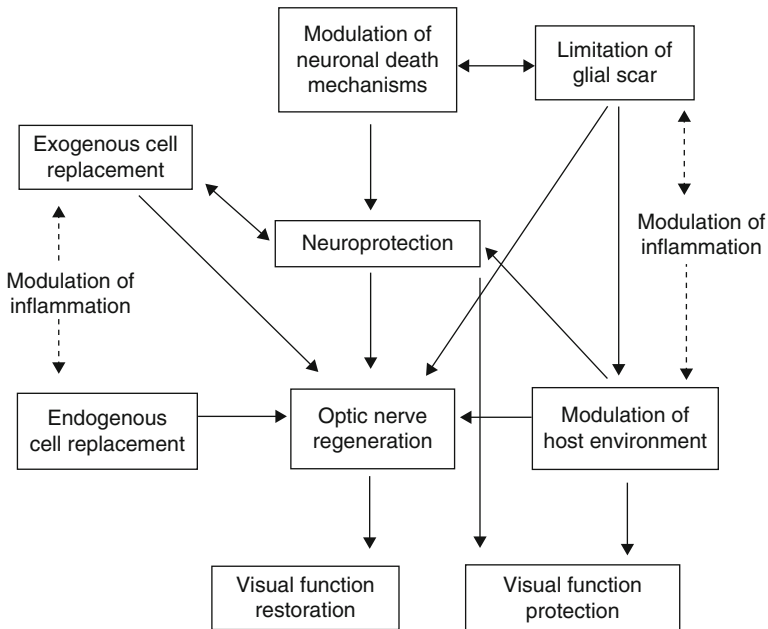 Modulation of
neuronal death
mechanisms
Limitation of
glial scar
Exogenous cell
replacement
Neuroprotection
Modulation of
inflammation
Modulation of
inflammation
Endogenous
cell replacement
Optic nerve
regeneration
Modulation of
host environment
Visual function
restoration
Visual function
protection